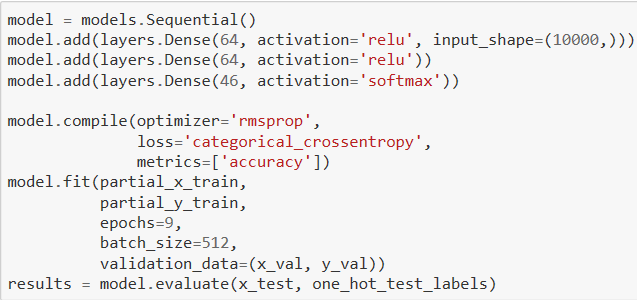 model = models.Sequential()
model.add(layers.Dense(64, activation='relu', input_shape=(10000,)))
model.add(layers.Dense(64, activation='relu'))
model.add(layers.Dense(46, activation='softmax'))

model.compile(optimizer='rmsprop',
              loss='categorical_crossentropy',
              metrics=['accuracy'])
model.fit(partial_x_train,
          partial_y_train,
          epochs=9,
          batch_size=512,
          validation_data=(x_val, y_val))
results = model.evaluate(x_test, one_hot_test_labels)